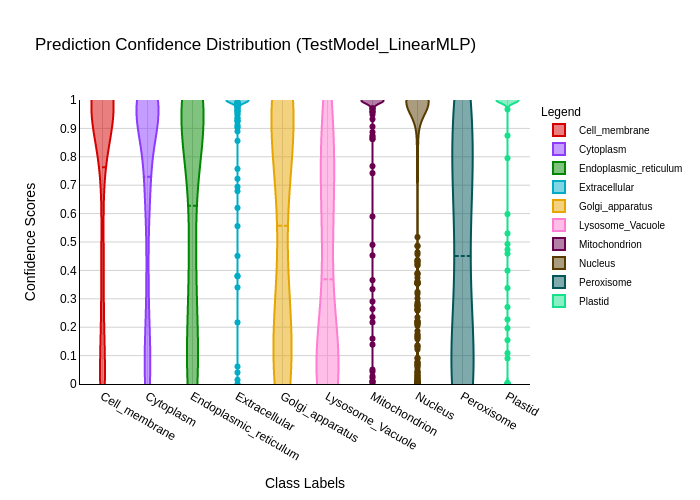 Prediction Confidence Distribution (TestModel_LinearMLP)
Legend
Cell_membrane
Cytoplasm
Endoplasmic_reticulum
Extracellular
Golgi_apparatus
Lysosome_Vacuole
Mitochondrion
Nucleus
Peroxisome
Plastid
Confidence Scores
1
0.9
0.8
0.7
0.6
0.5
0.4
0.3
0.2
0.1
0
Cell_membrane
Cytoplasm
Endoplasmic_reticulum
Extracellular
Golgi_apparatus
Lysosome_Vacuole
Mitochondrion
Nucleus
Peroxisome
Plastid
Class Labels